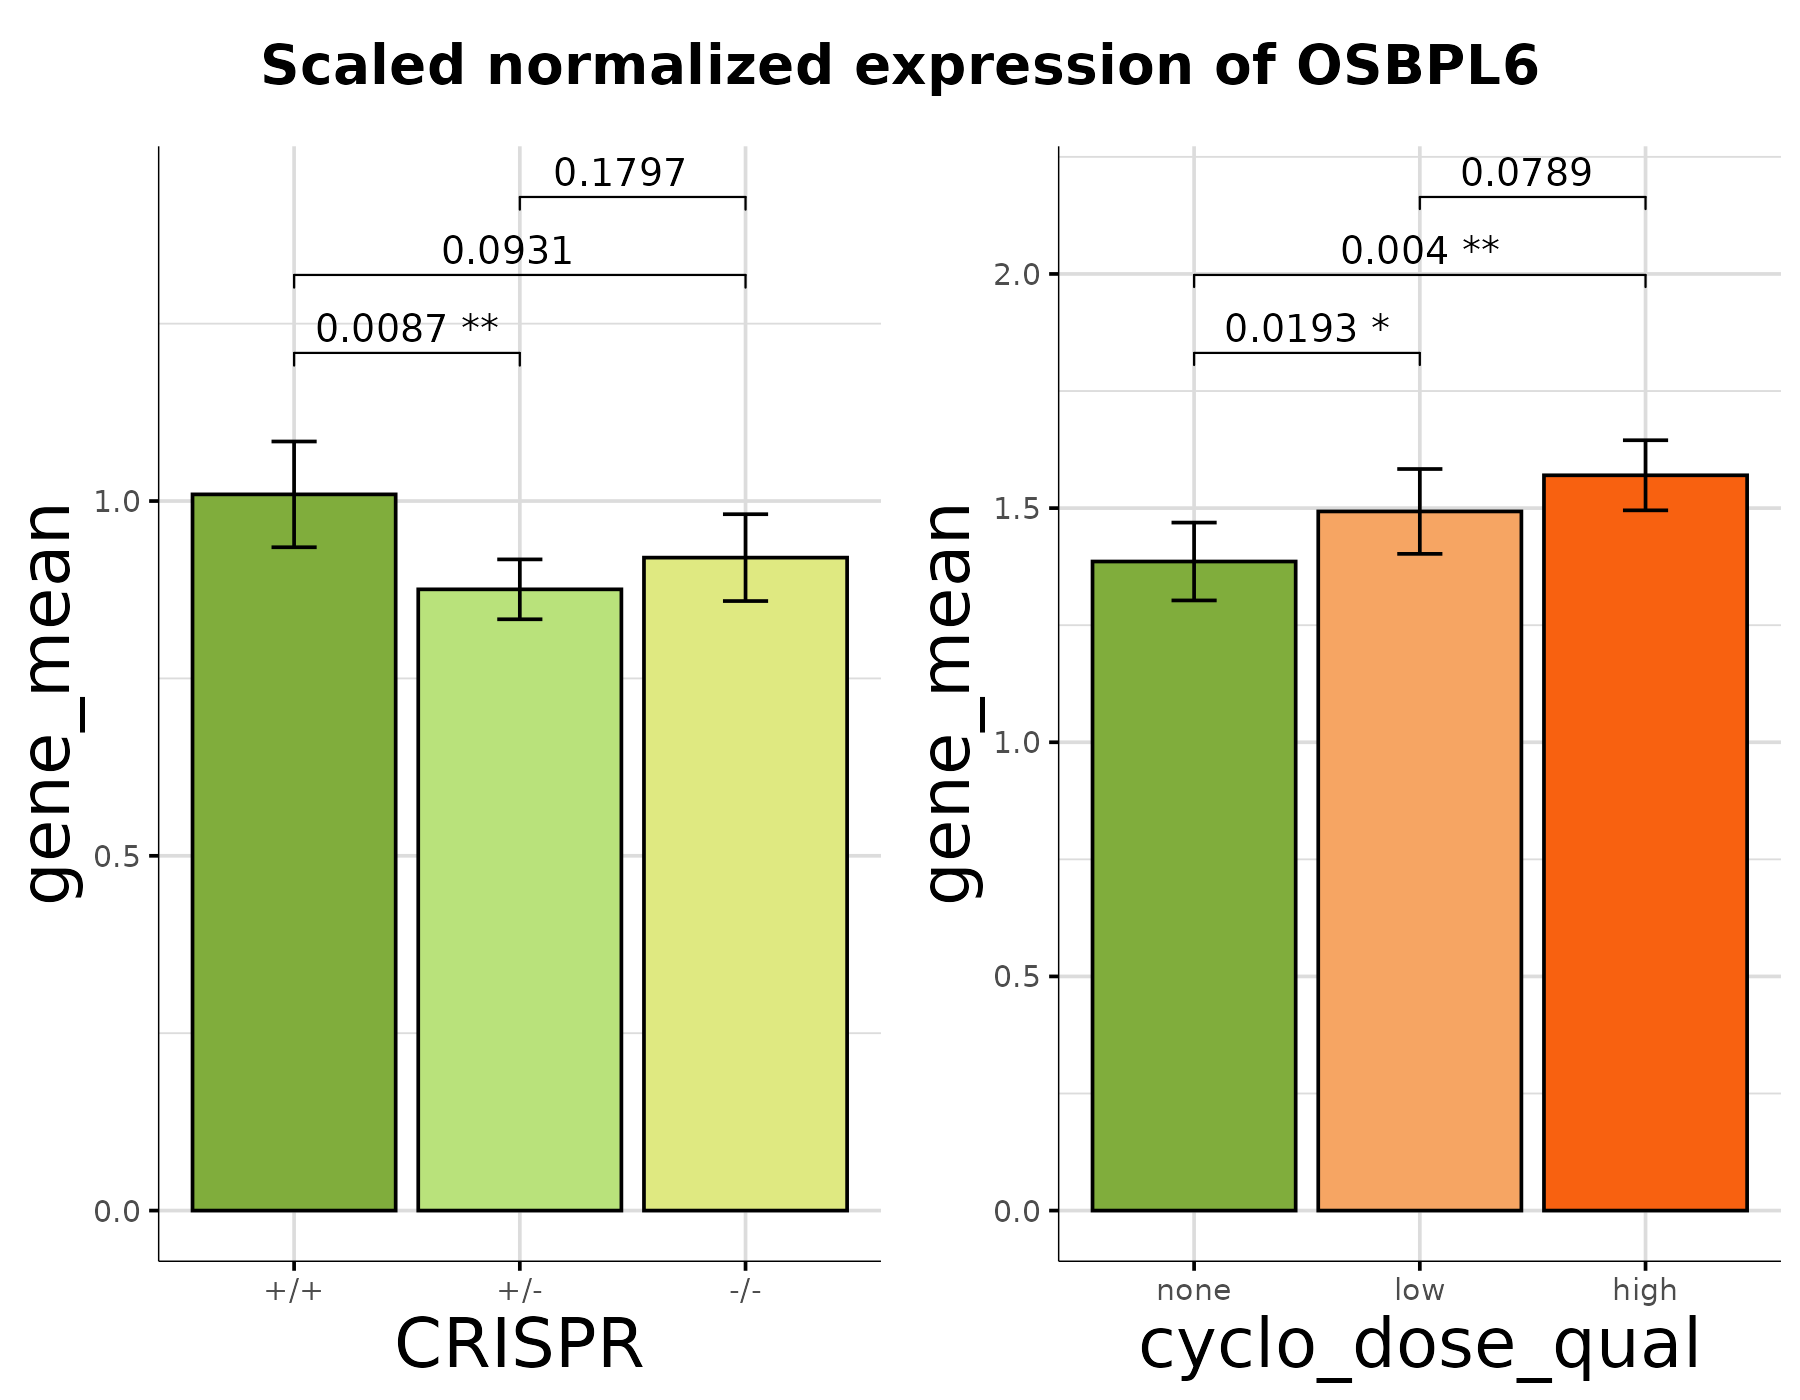 Scaled normalized expression of OSBPL6
gene_mean
0.1797
0.0931
0.0087 **
1.0
0.5
0.0
+/+ +/- -/-
CRISPR
gene_mean
0.0789
0.004 **
0.0193 *
2.0
1.5
1.0
0.5
0.0
none low high
cyclo_dose_qual